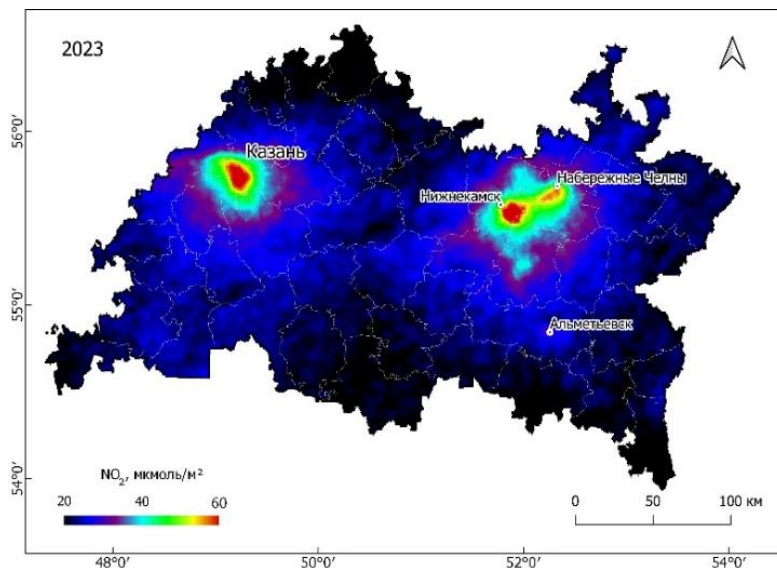 2023
56°0′
Казань
Набережные Челны
Нижнекамск
55°0′
Альметьевск
54°0′
NO₂, мкмоль/м²
20 40 60
0 50 100 км
48°0′ 50°0′ 52°0′ 54°0′